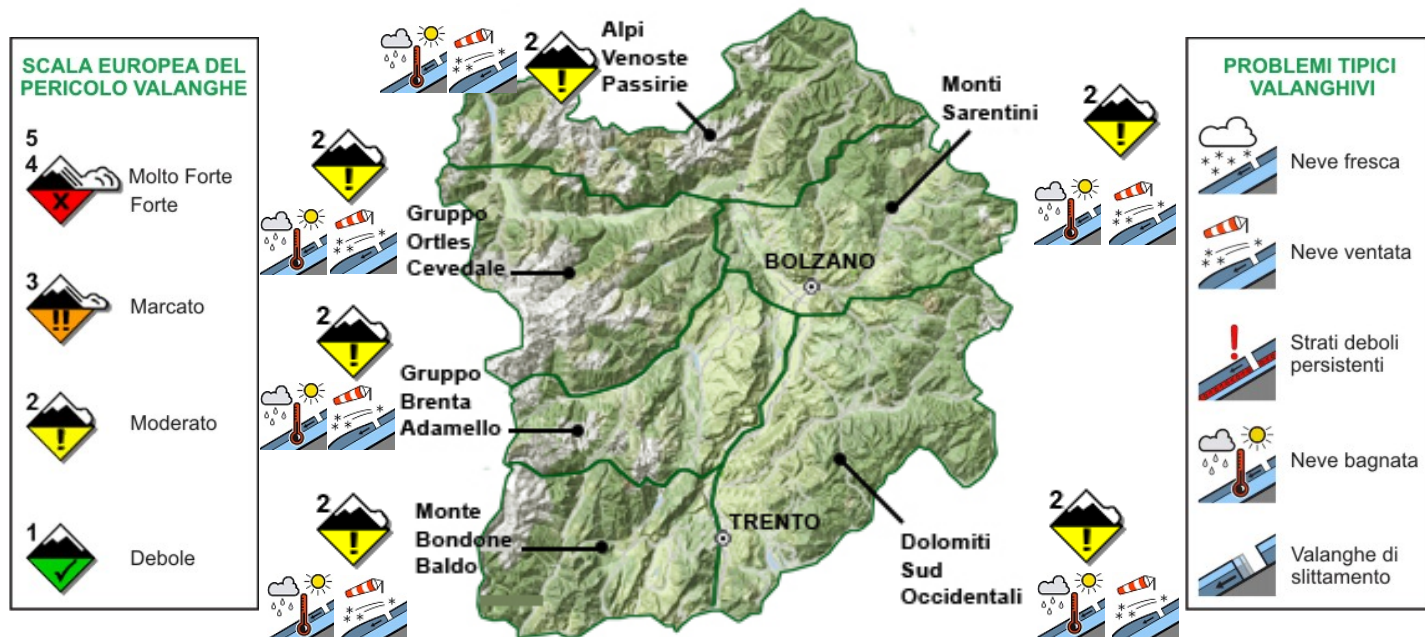 SCALA EUROPEA DEL
PERICOLO VALANGHE
5
4
Molto Forte
Forte
3
Marcato
2
Moderato
1
Debole
2
Alpi
Venoste
Passirie
Monti
Sarentini
2
2
Gruppo
Ortles
Cevedale
BOLZANO
2
Gruppo
Brenta
Adamello
2
Monte
Bondone
Baldo
TRENTO
Dolomiti
Sud
Occidentali
2
PROBLEMI TIPICI
VALANGHIVI
Neve fresca
Neve ventata
Strati deboli
persistenti
Neve bagnata
Valanghe di
slittamento